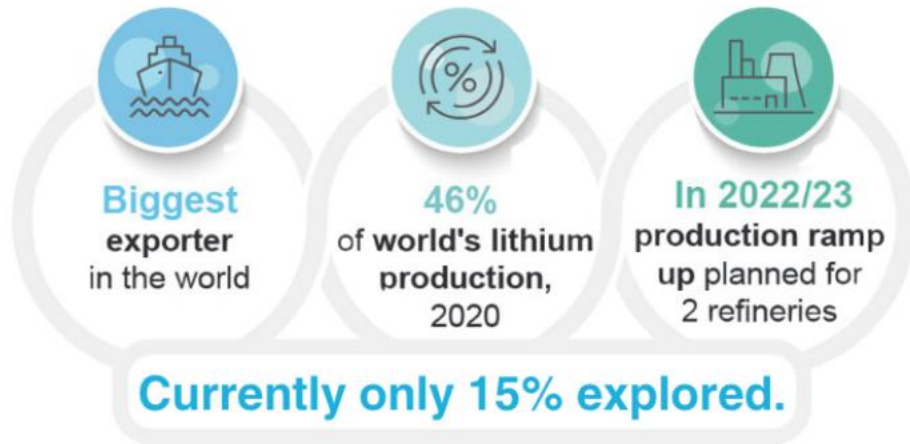 Biggest
exporter
in the world
46%
of world's lithium
production,
2020
In 2022/23
production ramp
up planned for
2 refineries
Currently only 15% explored.